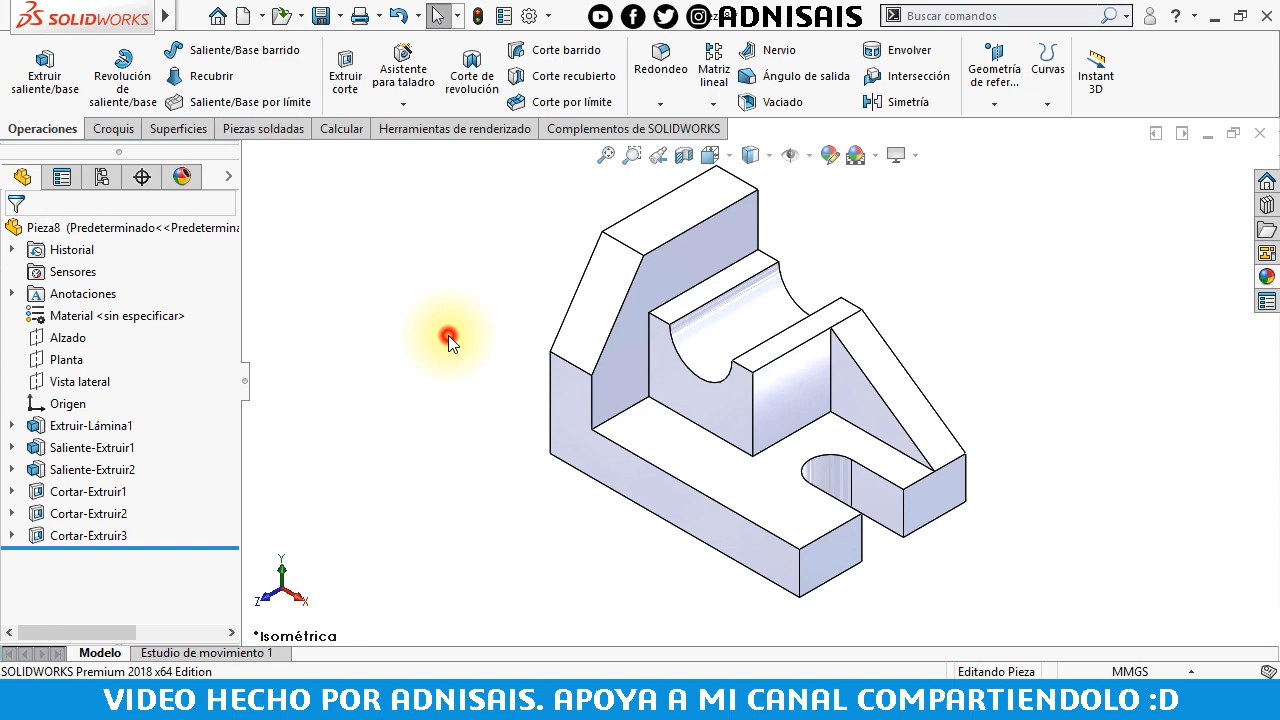 SOLIDWORKS
ADNISAIS
Buscar comandos
Extruir saliente/base
Revolución de saliente/base
Saliente/Base barrido
Recubrir
Saliente/Base por límite
Extruir corte
Asistente para taladro
Corte de revolución
Corte barrido
Corte recubierto
Corte por límite
Redondeo
Matriz lineal
Nervio
Ángulo de salida
Vaciado
Envolver
Intersección
Simetría
Geometría de refer...
Curvas
Instant 3D
Operaciones
Croquis
Superficies
Piezas soldadas
Calcular
Herramientas de renderizado
Complementos de SOLIDWORKS
Pieza8 (Predeterminado<<Predetermina
Historial
Sensores
Anotaciones
Material <sin especificar>
Alzado
Planta
Vista lateral
Origen
Extruir-Lámina1
Saliente-Extruir1
Saliente-Extruir2
Cortar-Extruir1
Cortar-Extruir2
Cortar-Extruir3
Y
Z
X
*Isométrica
Modelo
Estudio de movimiento 1
SOLIDWORKS Premium 2018 x64 Edition
Editando Pieza
MMGS
VIDEO HECHO POR ADNISAIS. APOYA A MI CANAL COMPARTIENDOLO :D